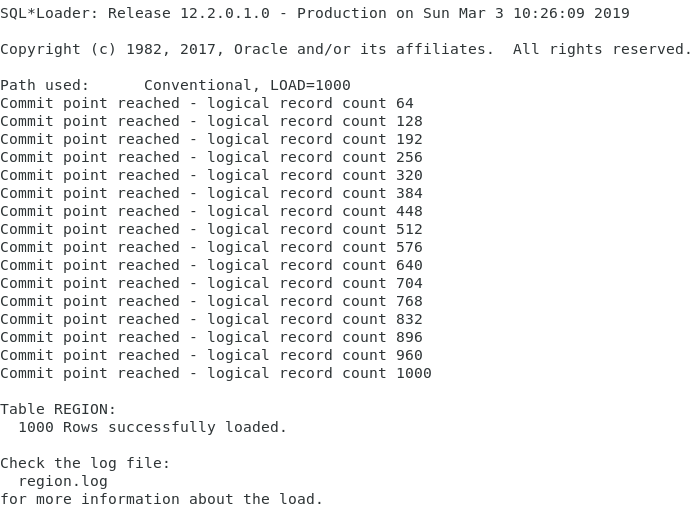 SQL*Loader: Release 12.2.0.1.0 - Production on Sun Mar 3 10:26:09 2019
Copyright (c) 1982, 2017, Oracle and/or its affiliates.  All rights reserved.
Path used:      Conventional, LOAD=1000
Commit point reached - logical record count 64
Commit point reached - logical record count 128
Commit point reached - logical record count 192
Commit point reached - logical record count 256
Commit point reached - logical record count 320
Commit point reached - logical record count 384
Commit point reached - logical record count 448
Commit point reached - logical record count 512
Commit point reached - logical record count 576
Commit point reached - logical record count 640
Commit point reached - logical record count 704
Commit point reached - logical record count 768
Commit point reached - logical record count 832
Commit point reached - logical record count 896
Commit point reached - logical record count 960
Commit point reached - logical record count 1000
Table REGION:
  1000 Rows successfully loaded.
Check the log file:
  region.log
for more information about the load.